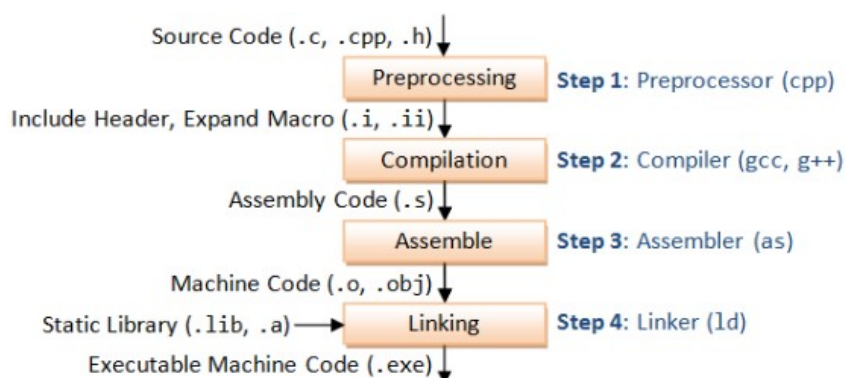 Source Code (.c, .cpp, .h)
Preprocessing
Step 1: Preprocessor (cpp)
Include Header, Expand Macro (.i, .ii)
Compilation
Step 2: Compiler (gcc, g++)
Assembly Code (.s)
Assemble
Step 3: Assembler (as)
Machine Code (.o, .obj)
Static Library (.lib, .a)
Linking
Step 4: Linker (ld)
Executable Machine Code (.exe)